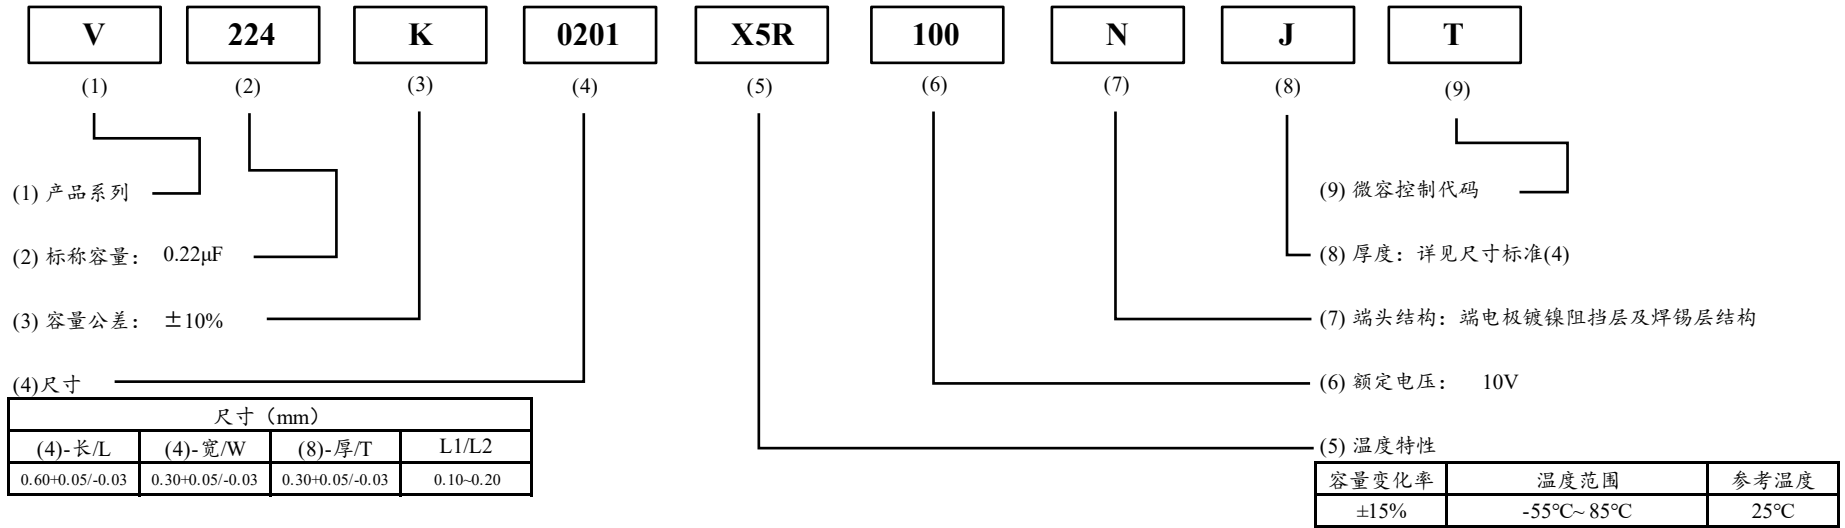 V 224 K 0201 X5R 100 N J T
(1) (2) (3) (4) (5) (6) (7) (8) (9)
(1) 产品系列
(9) 微容控制代码
(2) 标称容量： 0.22μF
(8) 厚度：详见尺寸标准(4)
(3) 容量公差： ±10%
(7) 端头结构：端电极镀镍阻挡层及焊锡层结构
(4)尺寸
(6) 额定电压： 10V
尺寸（mm）
(4)-长/L (4)-宽/W (8)-厚/T L1/L2
0.60+0.05/-0.03 0.30+0.05/-0.03 0.30+0.05/-0.03 0.10~0.20
(5) 温度特性
容量变化率 温度范围 参考温度
±15% -55℃~ 85℃ 25℃